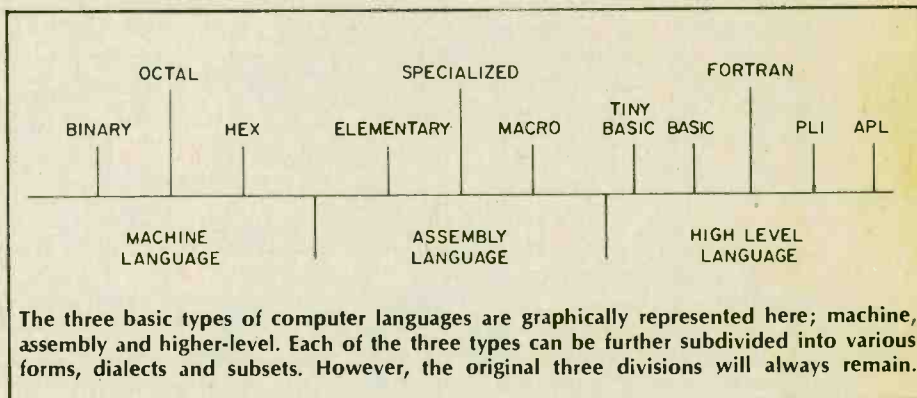 OCTAL SPECIALIZED FORTRAN
BINARY HEX ELEMENTARY MACRO TINY BASIC BASIC PLI APL
MACHINE LANGUAGE
ASSEMBLY LANGUAGE
HIGH LEVEL LANGUAGE
The three basic types of computer languages are graphically represented here; machine,
assembly and higher-level. Each of the three types can be further subdivided into various
forms, dialects and subsets. However, the original three divisions will always remain.